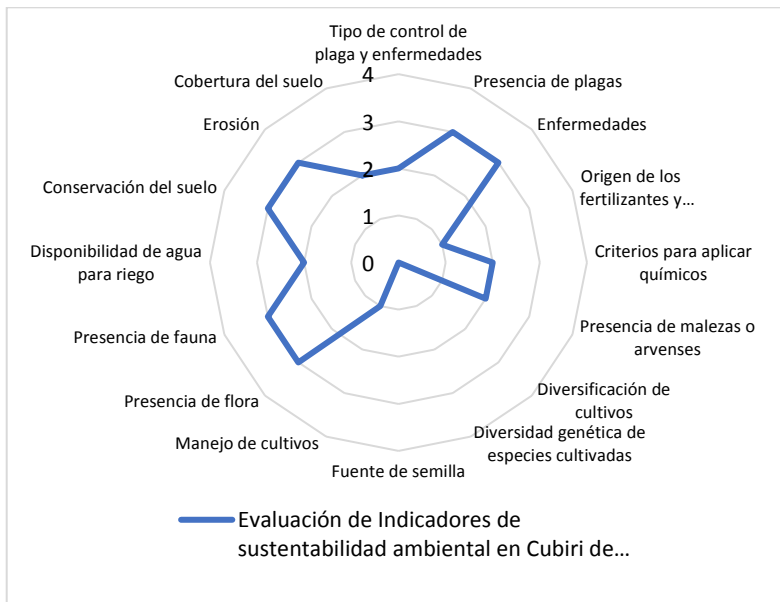 Tipo de control de
plaga y enfermedades
Presencia de plagas
Enfermedades
Origen de los
fertilizantes y...
Criterios para aplicar
químicos
Presencia de malezas o
arvenses
Diversificación de
cultivos
Diversidad genética de
especies cultivadas
Fuente de semilla
Manejo de cultivos
Presencia de flora
Presencia de fauna
Disponibilidad de agua
para riego
Conservación del suelo
Erosión
Cobertura del suelo
4
3
2
1
0
Evaluación de Indicadores de
sustentabilidad ambiental en Cubiri de...